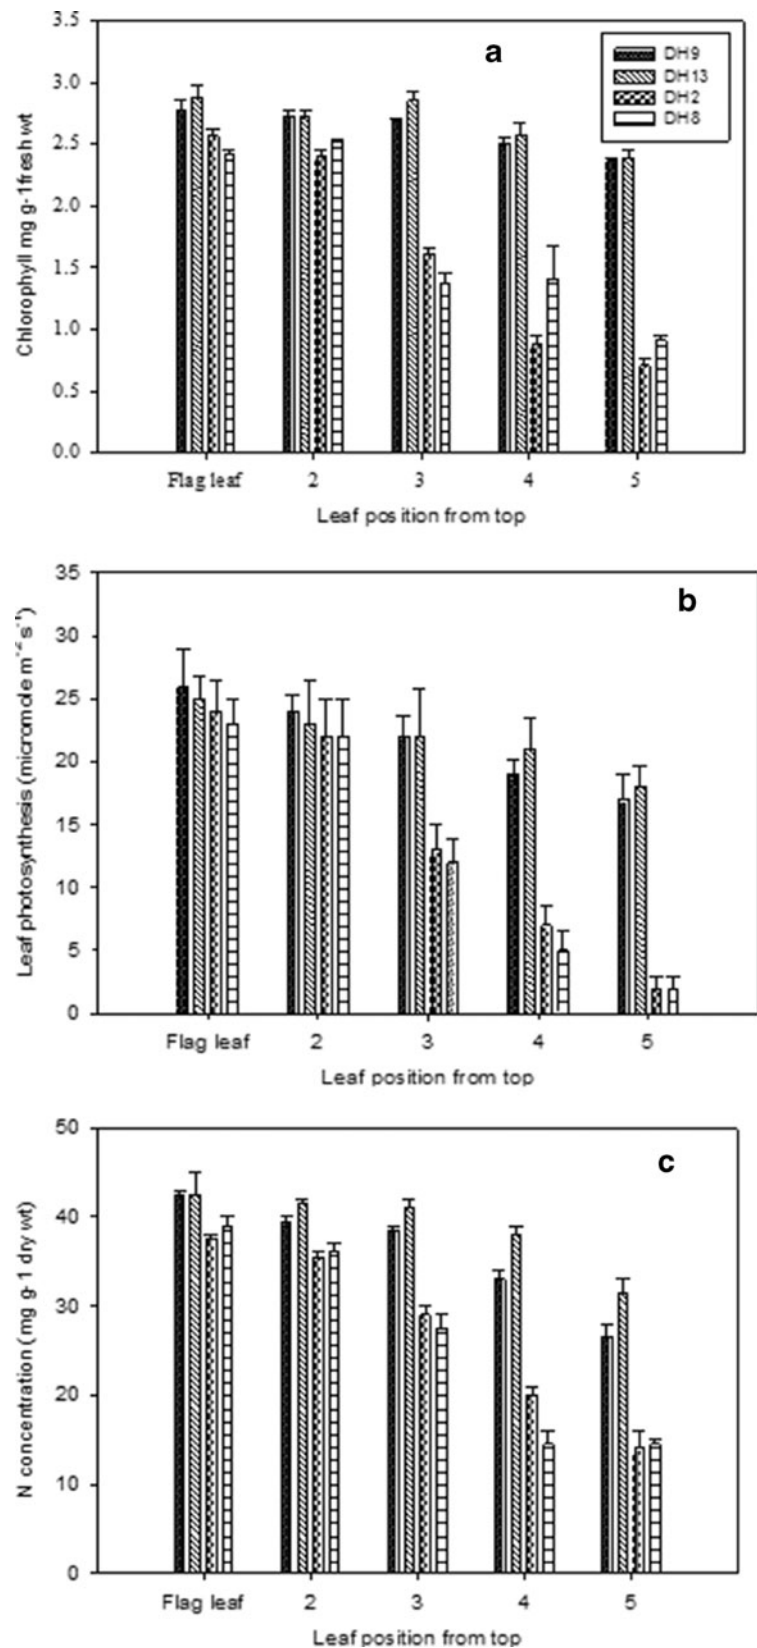 a
3.5
3.0
2.5
2.0
1.5
1.0
0.5
0.0
Chlorophyll mg g-1fresh wt
DH9
DH13
DH2
DH8
Flag leaf 2 3 4 5
Leaf position from top
b
35
30
25
20
15
10
5
0
Leaf photosynthesis (micromole m⁻² s⁻¹)
Flag leaf 2 3 4 5
Leaf position from top
c
50
40
30
20
10
0
N concentration (mg g-1 dry wt)
Flag leaf 2 3 4 5
Leaf position from top